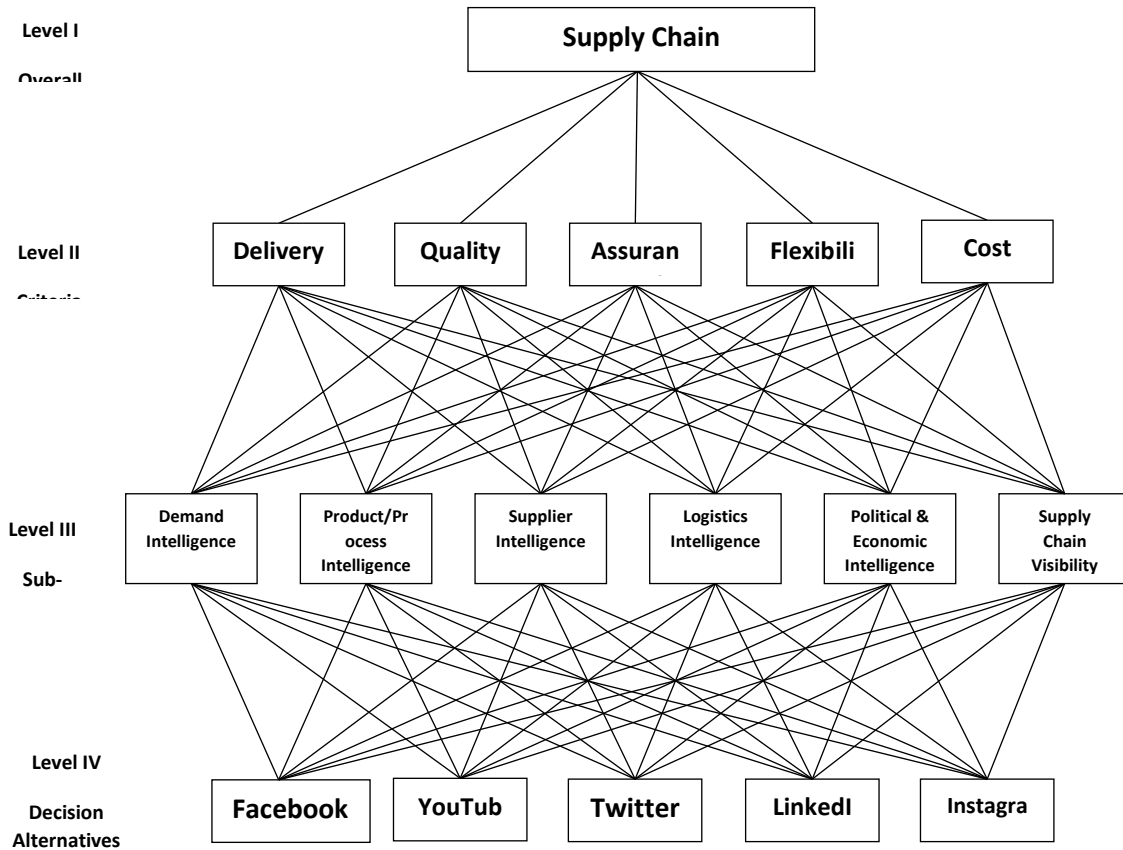 Level I
Overall
Supply Chain
Level II
Criteria
Delivery
Quality
Assuran
Flexibili
Cost
Level III
Sub-
Demand
Intelligence
Product/Pr
ocess
Intelligence
Supplier
Intelligence
Logistics
Intelligence
Political &
Economic
Intelligence
Supply
Chain
Visibility
Level IV
Decision
Alternatives
Facebook
YouTub
Twitter
LinkedI
Instagra